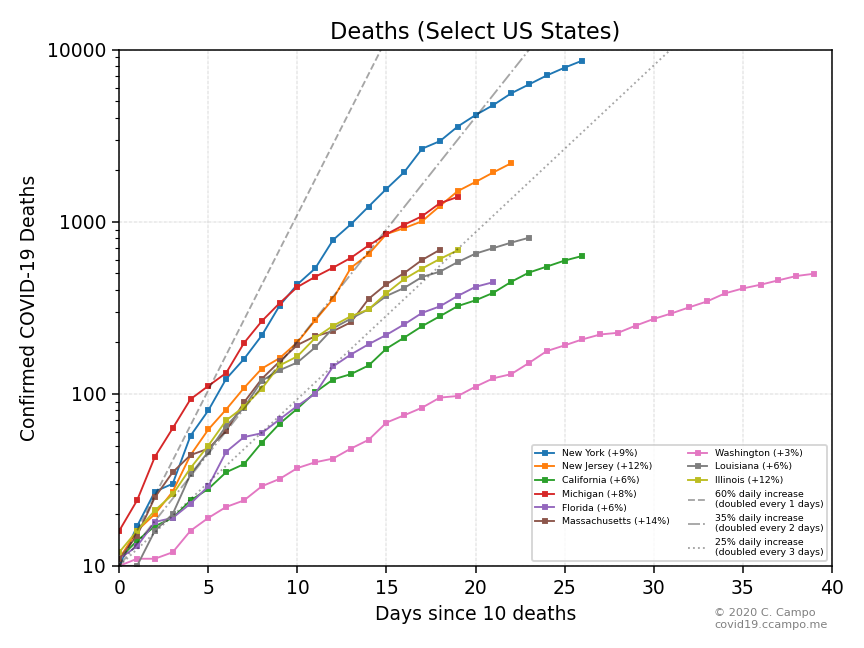 Deaths (Select US States)
10000
1000
100
10
Confirmed COVID-19 Deaths
0 5 10 15 20 25 30 35 40
Days since 10 deaths
New York (+9%)
New Jersey (+12%)
California (+6%)
Michigan (+8%)
Florida (+6%)
Massachusetts (+14%)
Washington (+3%)
Louisiana (+6%)
Illinois (+12%)
60% daily increase
(doubled every 1 days)
35% daily increase
(doubled every 2 days)
25% daily increase
(doubled every 3 days)
© 2020 C. Campo
covid19.ccampo.me